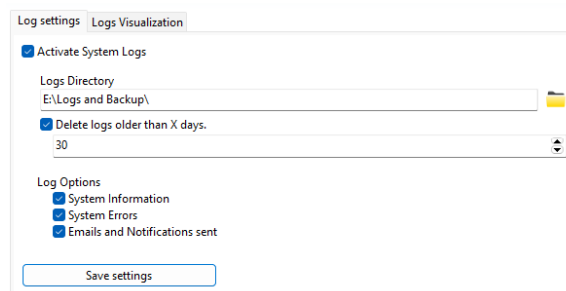 Log settings Logs Visualization
Activate System Logs
Logs Directory
E:\Logs and Backup\
Delete logs older than X days.
30
Log Options
System Information
System Errors
Emails and Notifications sent
Save settings